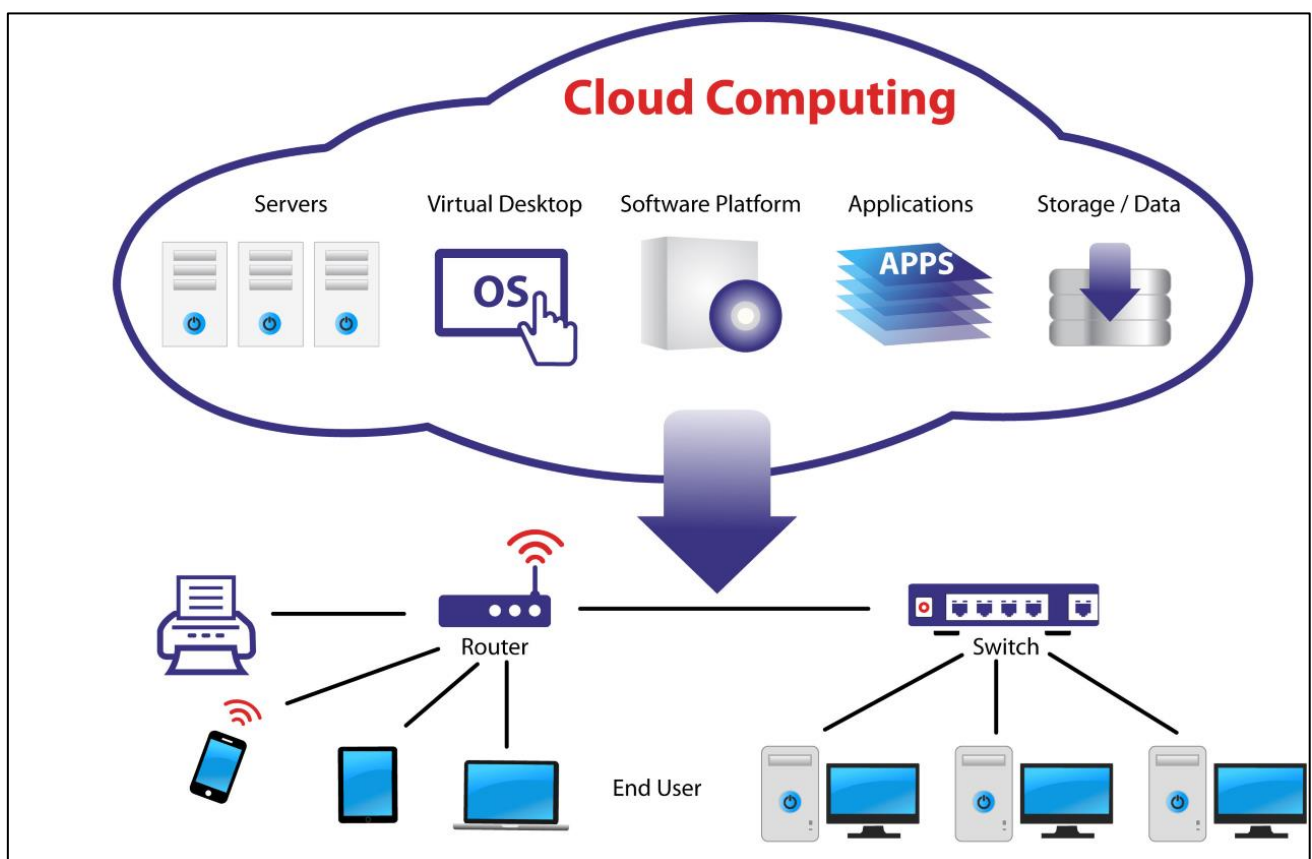 Cloud Computing
Servers
Virtual Desktop
Software Platform
Applications
Storage / Data
OS
APPS
Router
Switch
End User